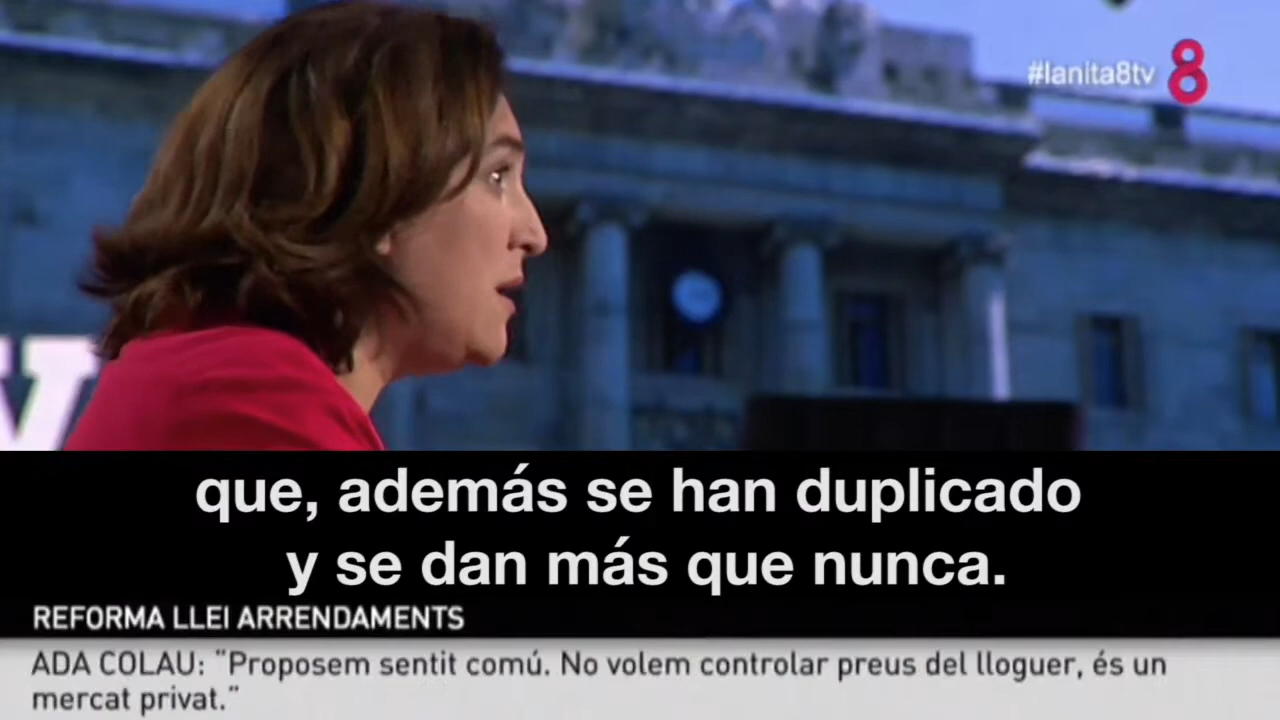 #lanita8tv 8
que, además se han duplicado
y se dan más que nunca.
REFORMA LLEI ARRENDAMENTS
ADA COLAU: "Proposem sentit comú. No volem controlar preus del lloguer, és un
mercat privat."